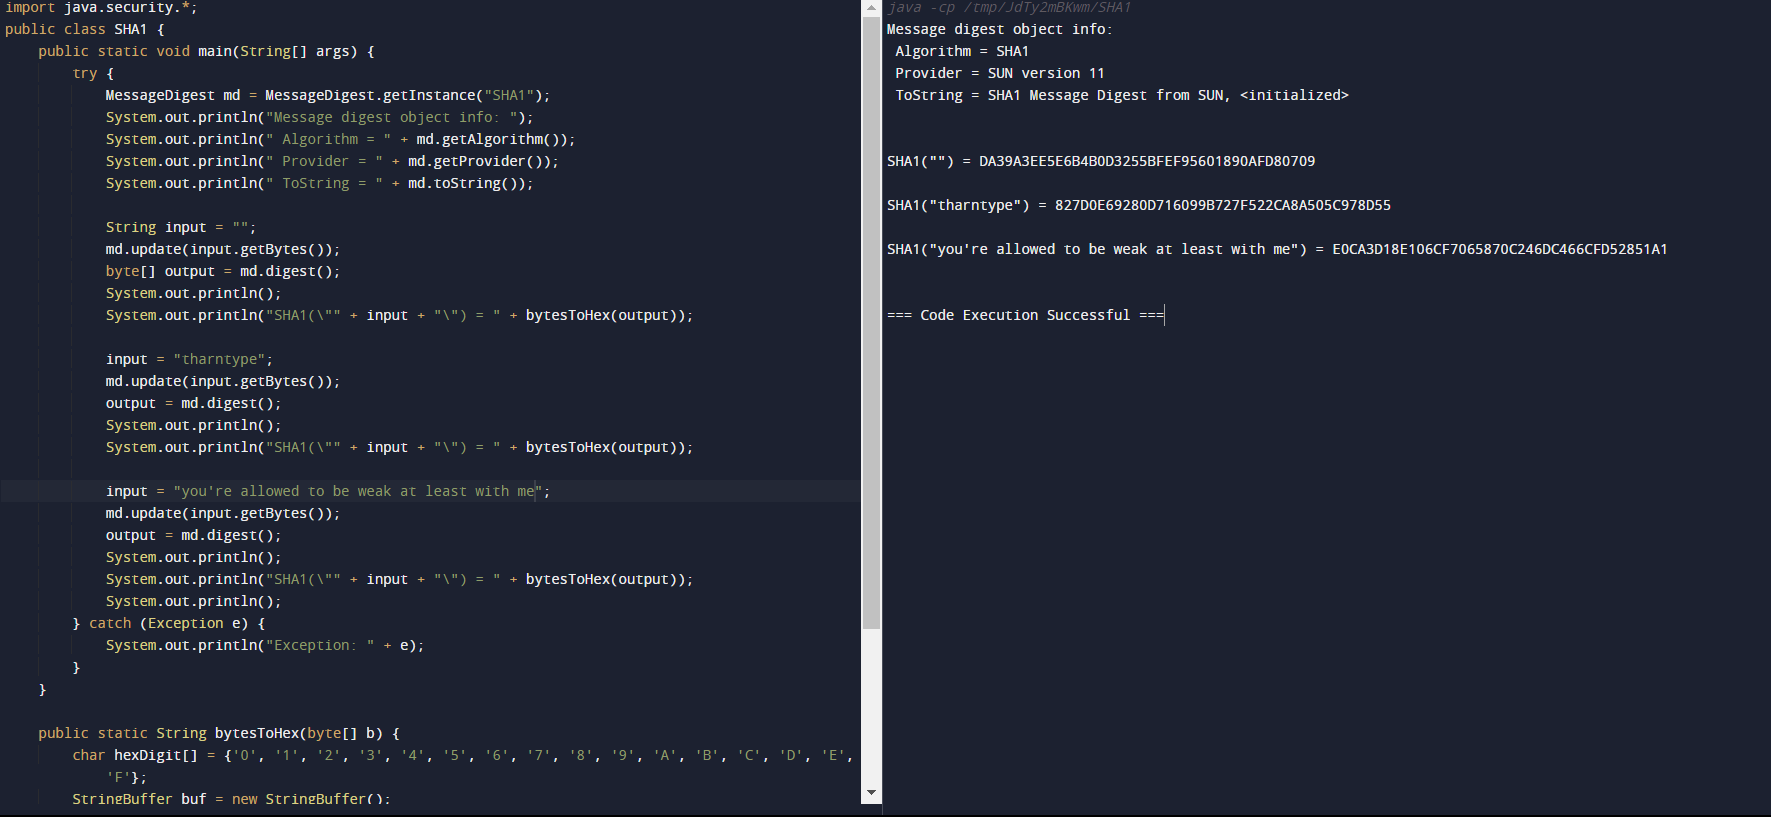 import java.security.*;
public class SHA1 {
    public static void main(String[] args) {
        try {
            MessageDigest md = MessageDigest.getInstance("SHA1");
            System.out.println("Message digest object info: ");
            System.out.println(" Algorithm = " + md.getAlgorithm());
            System.out.println(" Provider = " + md.getProvider());
            System.out.println(" ToString = " + md.toString());

            String input = "";
            md.update(input.getBytes());
            byte[] output = md.digest();
            System.out.println();
            System.out.println("SHA1(\"" + input + "\") = " + bytesToHex(output));

            input = "tharntype";
            md.update(input.getBytes());
            output = md.digest();
            System.out.println();
            System.out.println("SHA1(\"" + input + "\") = " + bytesToHex(output));

            input = "you're allowed to be weak at least with me";
            md.update(input.getBytes());
            output = md.digest();
            System.out.println();
            System.out.println("SHA1(\"" + input + "\") = " + bytesToHex(output));
            System.out.println();
        } catch (Exception e) {
            System.out.println("Exception: " + e);
        }
    }

    public static String bytesToHex(byte[] b) {
        char hexDigit[] = {'0', '1', '2', '3', '4', '5', '6', '7', '8', '9', 'A', 'B', 'C', 'D', 'E',
            'F'};
        StringBuffer buf = new StringBuffer();
java -cp /tmp/JdTy2mBKwm/SHA1
Message digest object info:
 Algorithm = SHA1
 Provider = SUN version 11
 ToString = SHA1 Message Digest from SUN, <initialized>

SHA1("") = DA39A3EE5E6B4B0D3255BFEF95601890AFD80709

SHA1("tharntype") = 827D0E69280D716099B727F522CA8A505C978D55

SHA1("you're allowed to be weak at least with me") = E0CA3D18E106CF7065870C246DC466CFD52851A1

=== Code Execution Successful ===